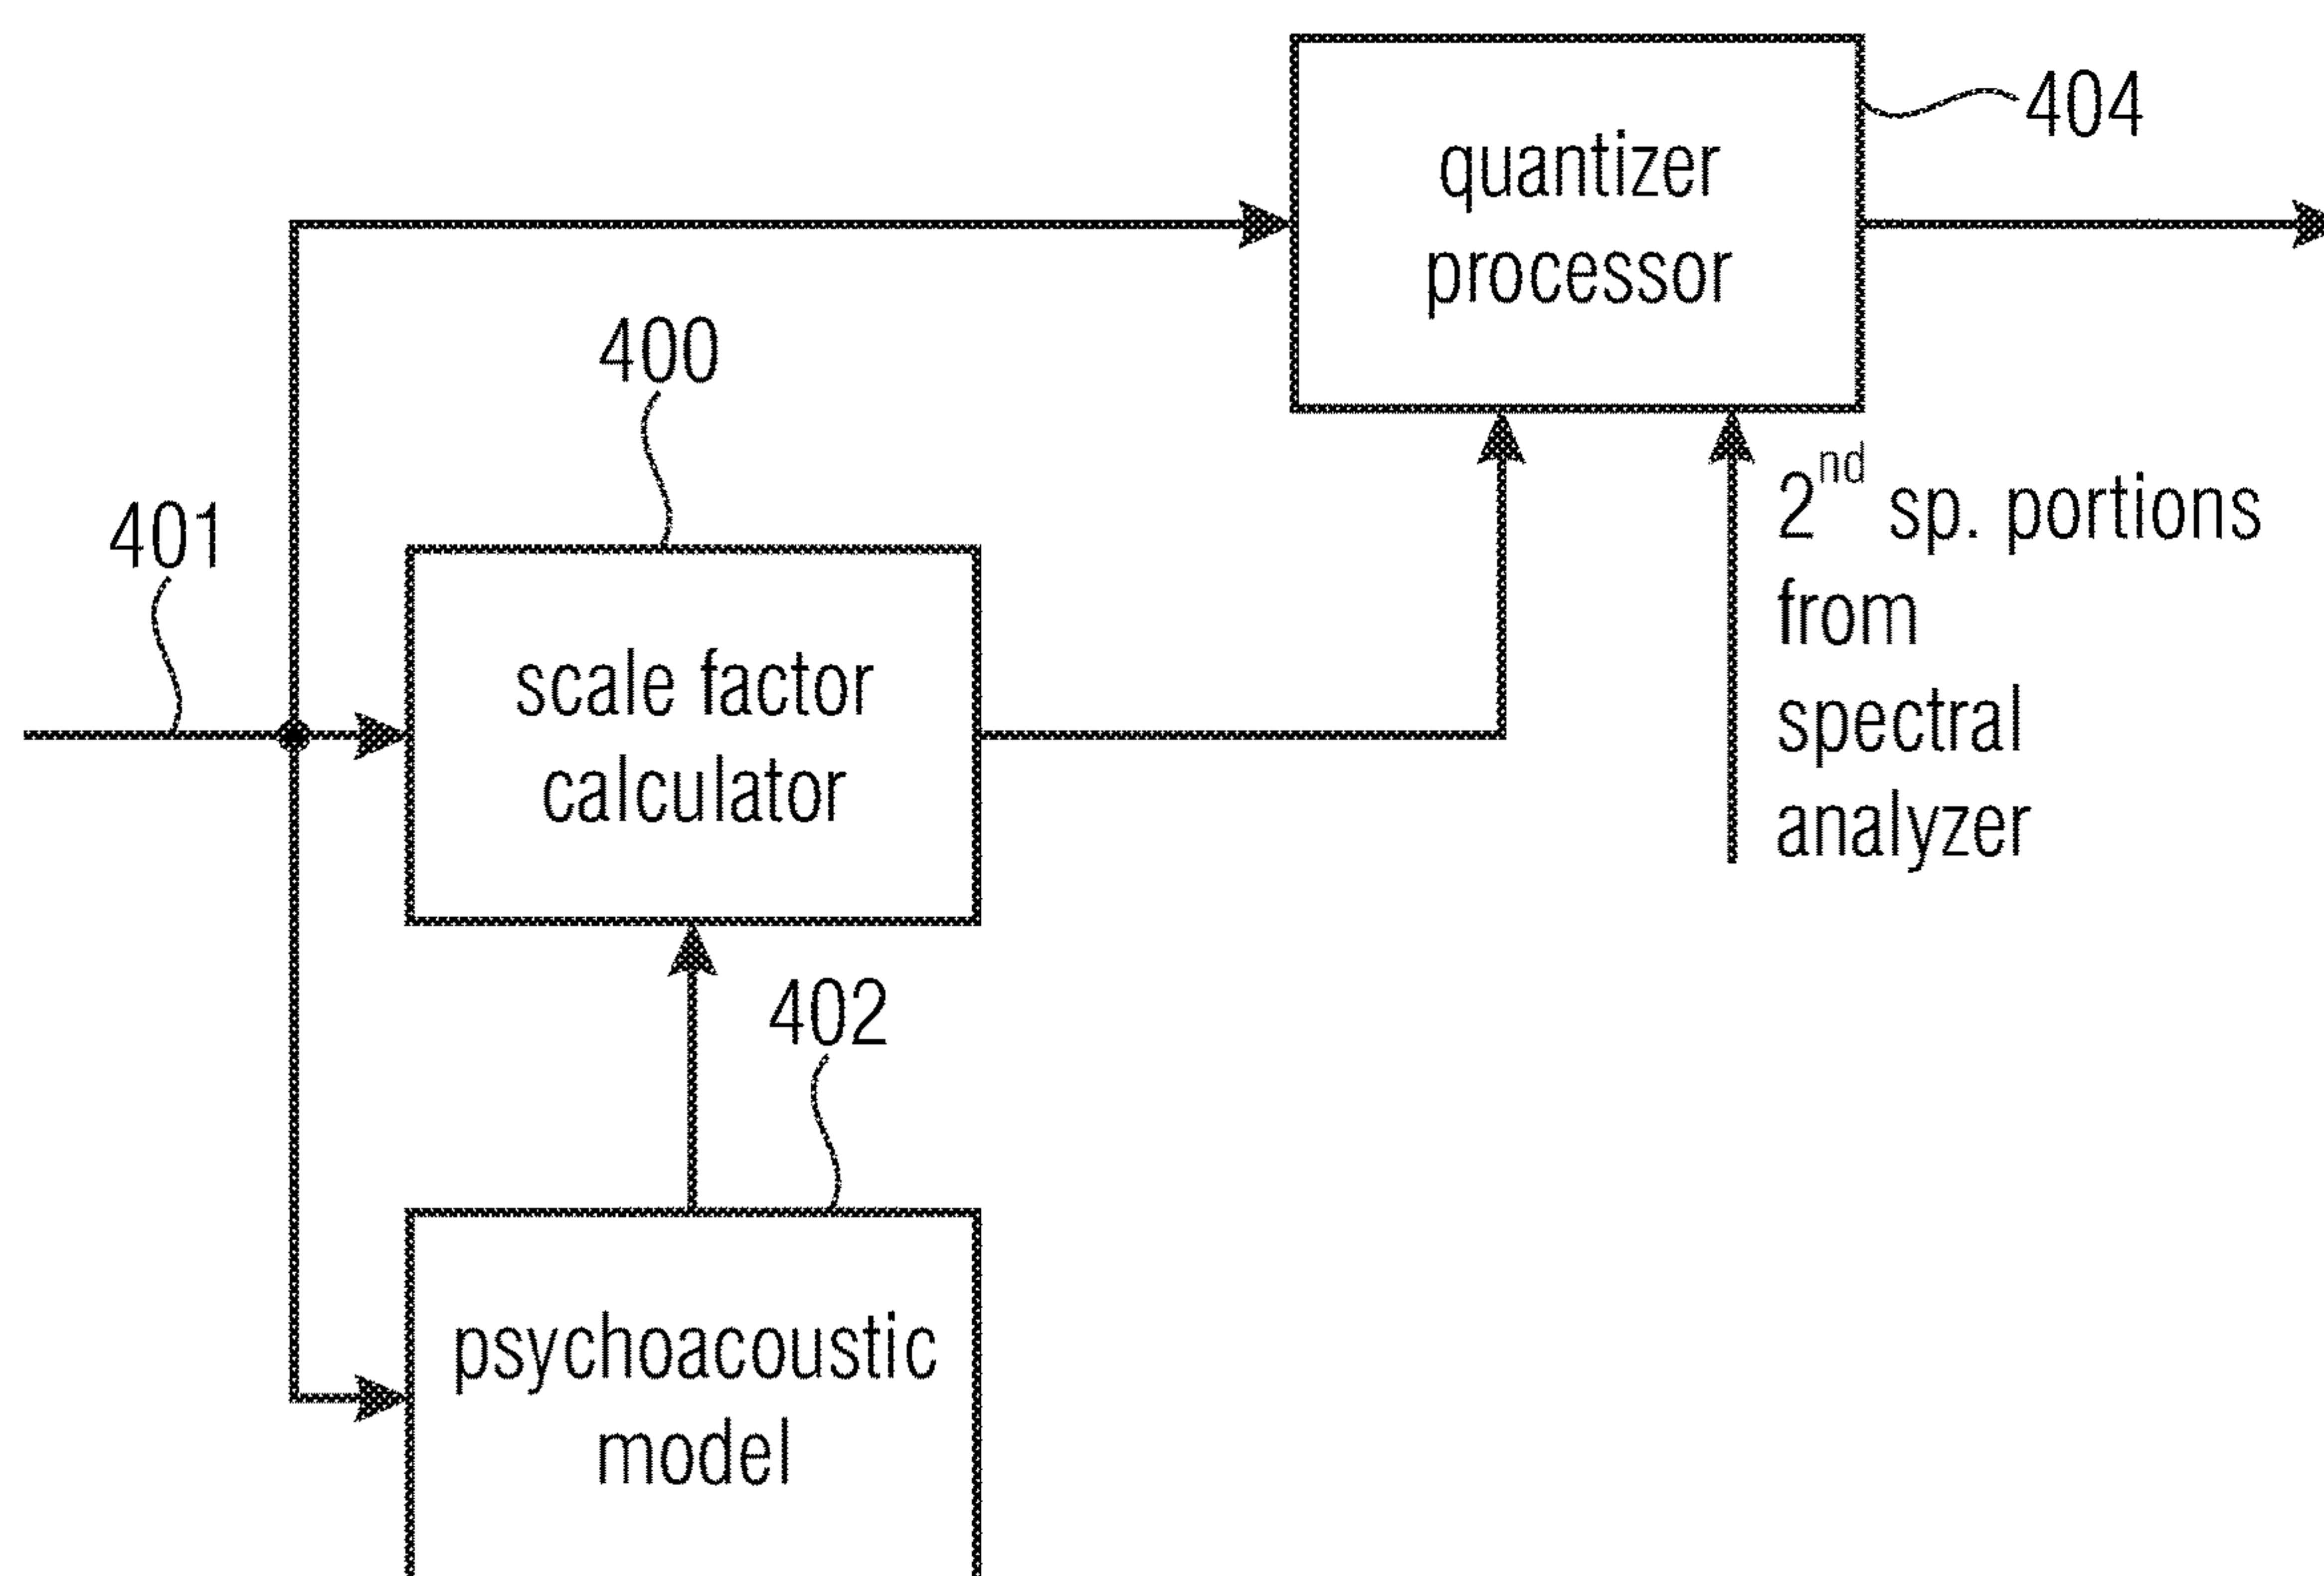 404
quantizer
processor
400
401
2nd sp. portions
from
spectral
analyzer
scale factor
calculator
402
psychoacoustic
model